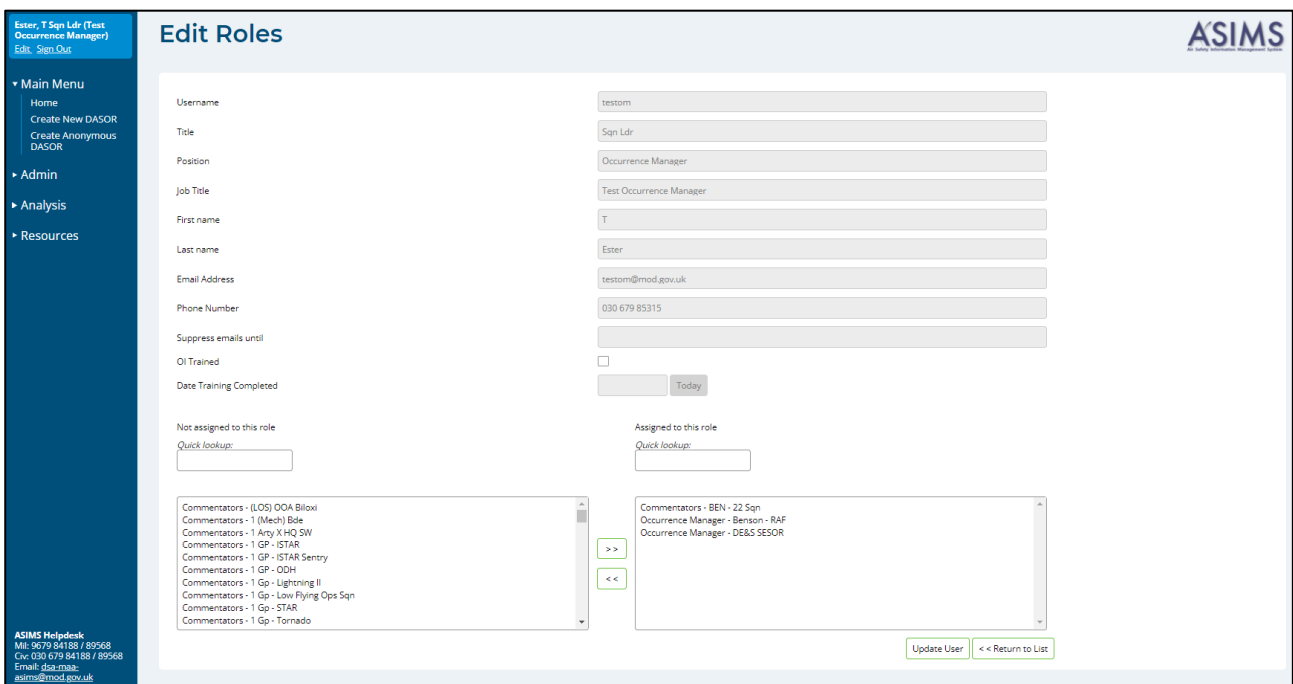 Ester, T Sqn Ldr (Test
Occurrence Manager)
Edit Sign Out
Main Menu
Home
Create New DASOR
Create Anonymous
DASOR
Admin
Analysis
Resources
ASIMS Helpdesk
Mil: 9679 84188 / 89568
Civ: 030 679 84188 / 89568
Email: dsa-maa-
asims@mod.gov.uk
Edit Roles
ASIMS
Air Safety Information Management System
Username testom
Title Sqn Ldr
Position Occurrence Manager
Job Title Test Occurrence Manager
First name T
Last name Ester
Email Address testom@mod.gov.uk
Phone Number 030 679 85315
Suppress emails until
OI Trained
Date Training Completed Today
Not assigned to this role
Quick lookup:
Commentators - (LOS) OOA Biloxi
Commentators - 1 (Mech) Bde
Commentators - 1 Arty X HQ SW
Commentators - 1 GP - ISTAR
Commentators - 1 GP - ISTAR Sentry
Commentators - 1 GP - ODH
Commentators - 1 Gp - Lightning II
Commentators - 1 Gp - Low Flying Ops Sqn
Commentators - 1 Gp - STAR
Commentators - 1 Gp - Tornado
>>
<<
Assigned to this role
Quick lookup:
Commentators - BEN - 22 Sqn
Occurrence Manager - Benson - RAF
Occurrence Manager - DE&S SESOR
Update User
<< Return to List